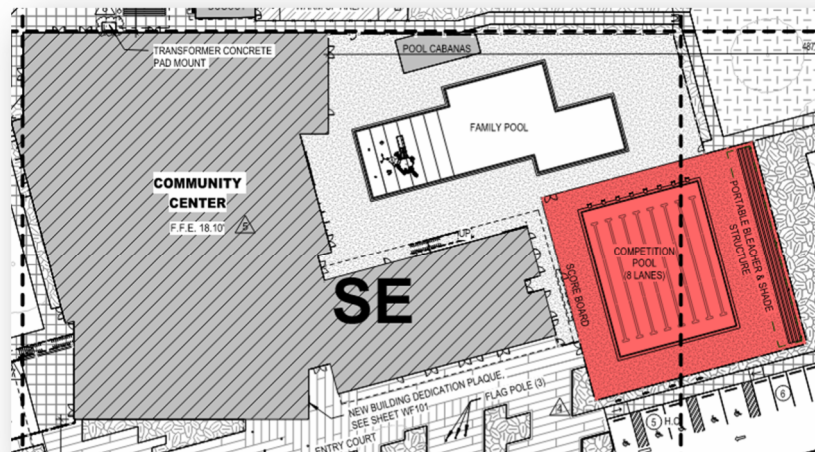 TRANSFORMER CONCRETE
PAD MOUNT
POOL CABANAS
487
FAMILY POOL
COMMUNITY
CENTER
F.F.E. 18.10'
5
UP
SE
COMPETITION
POOL
(8 LANES)
SCORE BOARD
PORTABLE BLEACHER & SHADE
STRUCTURE
NEW BUILDING DEDICATION PLAQUE.
SEE SHEET WF101
FLAG POLE (3)
ENTRY COURT
4
5
H.C.
6